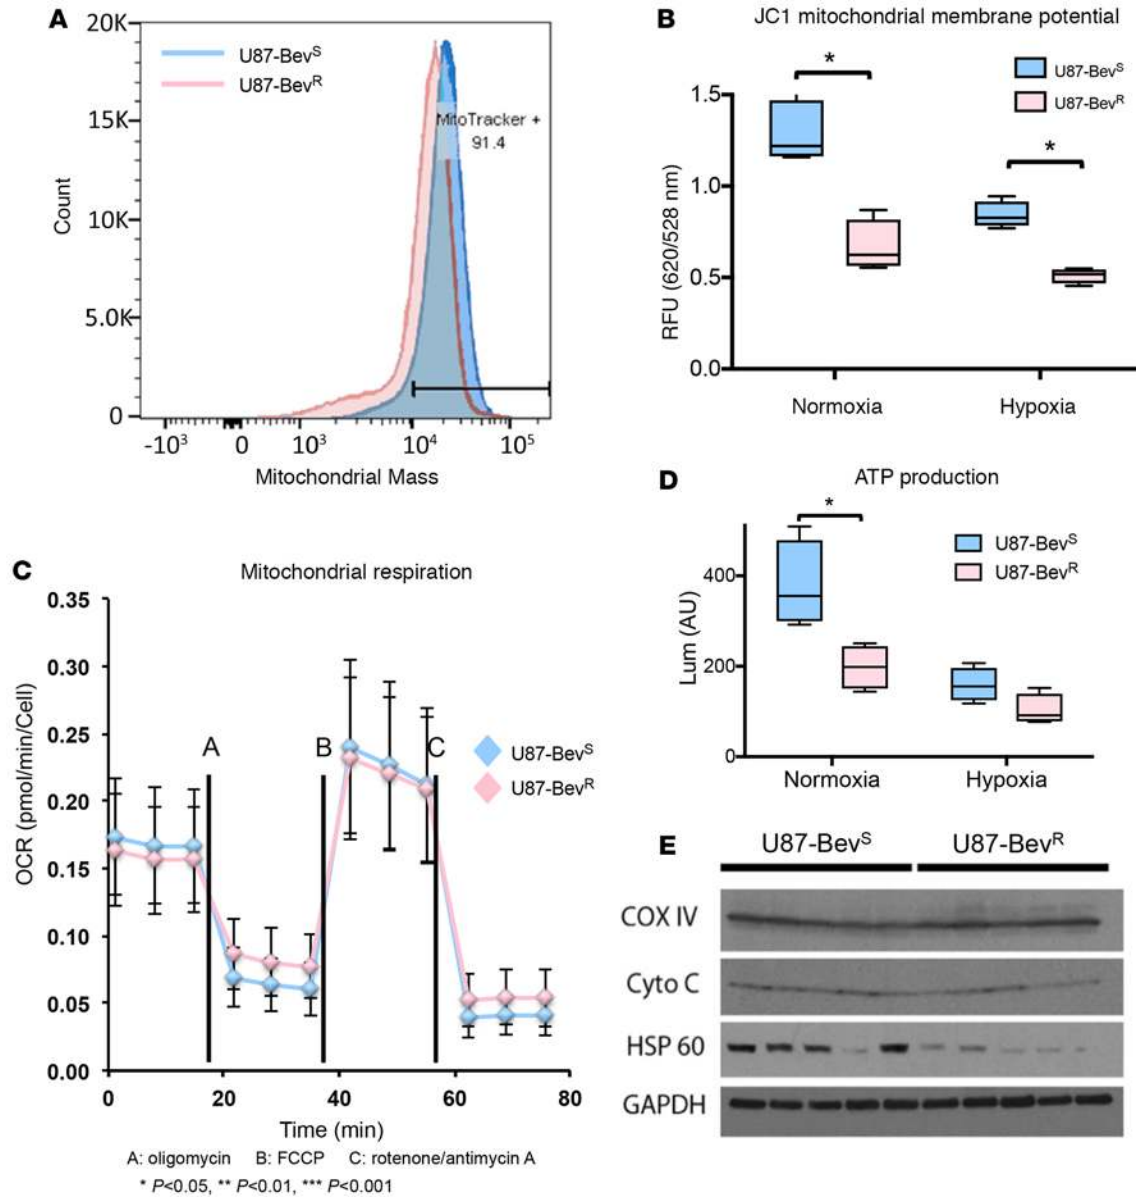 A
20K
15K
10K
5.0K
0
Count
U87-BevS
U87-BevR
MitoTracker +
91.4
-10³ 0 10³ 10⁴ 10⁵
Mitochondrial Mass
B
JC1 mitochondrial membrane potential
U87-BevS
U87-BevR
*
*
1.5
1.0
0.5
0.0
RFU (620/528 nm)
Normoxia Hypoxia
C
Mitochondrial respiration
0.35
0.30
0.25
0.20
0.15
0.10
0.05
0.00
OCR (pmol/min/Cell)
A B C
U87-BevS
U87-BevR
0 20 40 60 80
Time (min)
A: oligomycin B: FCCP C: rotenone/antimycin A
* P<0.05, ** P<0.01, *** P<0.001
D
ATP production
*
U87-BevS
U87-BevR
400
200
0
Lum (AU)
Normoxia Hypoxia
E
U87-BevS U87-BevR
COX IV
Cyto C
HSP 60
GAPDH